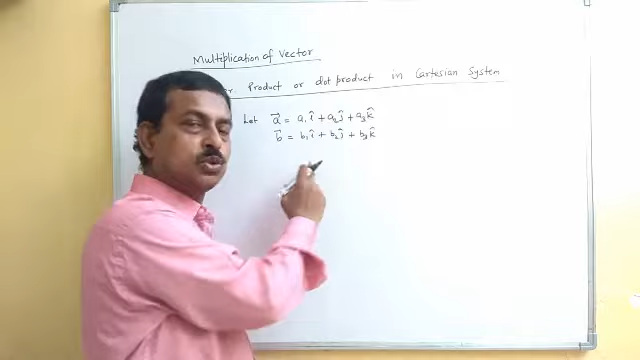 Multiplication of Vector
Product or dot product in Cartesian System
Let a⃗ = a₁î + a₂ĵ + a₃k̂
b⃗ = b₁î + b₂ĵ + b₃k̂